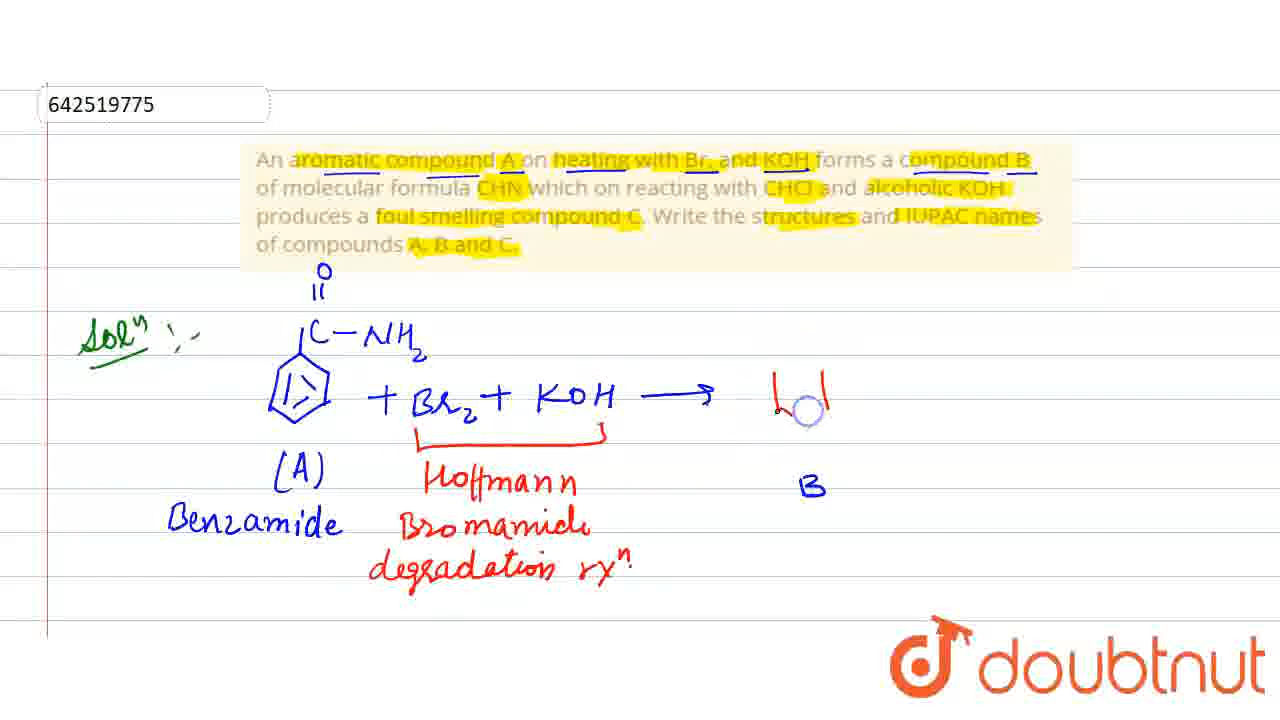 642519775
An aromatic compound A on heating with Br, and KOH forms a compound B
of molecular formula CHN which on reacting with CHCl and alcoholic KOH
produces a foul smelling compound C. Write the structures and IUPAC names
of compounds A, B and C.
Solⁿ :-
O
C - NH₂
+ Br₂ + KOH →
(A)
B
Benzamide
Hoffmann
Bromamide
degradation rxⁿ.
doubtnut